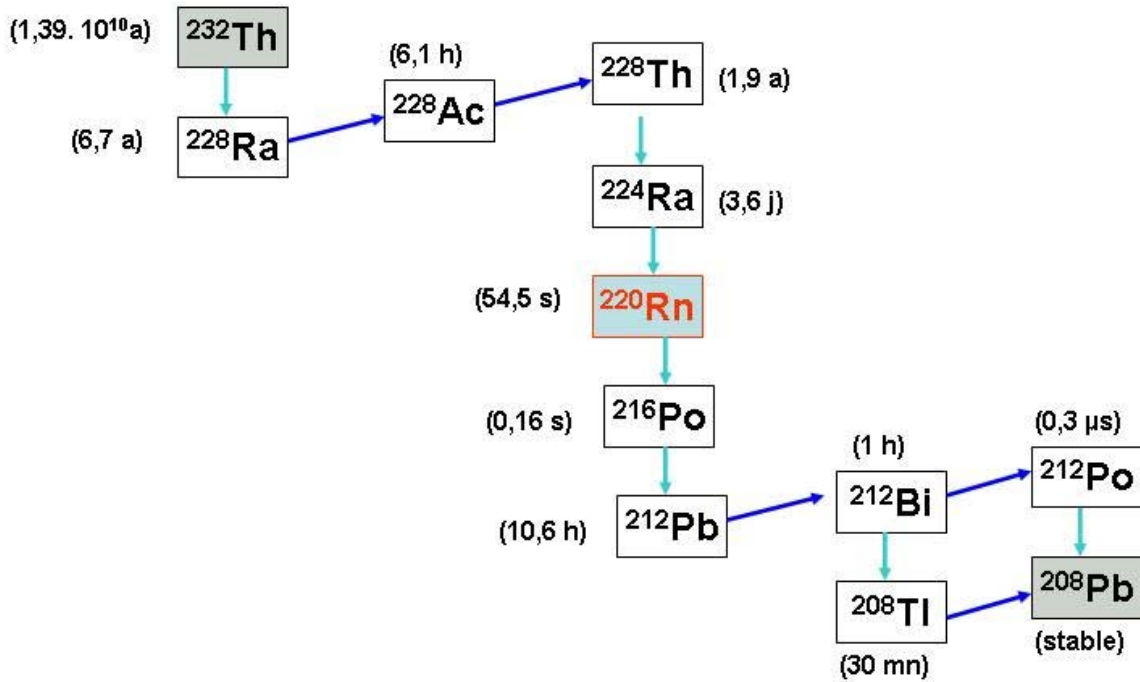 (1,39. 10¹⁰a)
²³²Th
(6,7 a)
²²⁸Ra
(6,1 h)
²²⁸Ac
²²⁸Th
(1,9 a)
²²⁴Ra
(3,6 j)
(54,5 s)
²²⁰Rn
(0,16 s)
²¹⁶Po
(10,6 h)
²¹²Pb
(1 h)
²¹²Bi
(0,3 µs)
²¹²Po
²⁰⁸Tl
(30 mn)
²⁰⁸Pb
(stable)